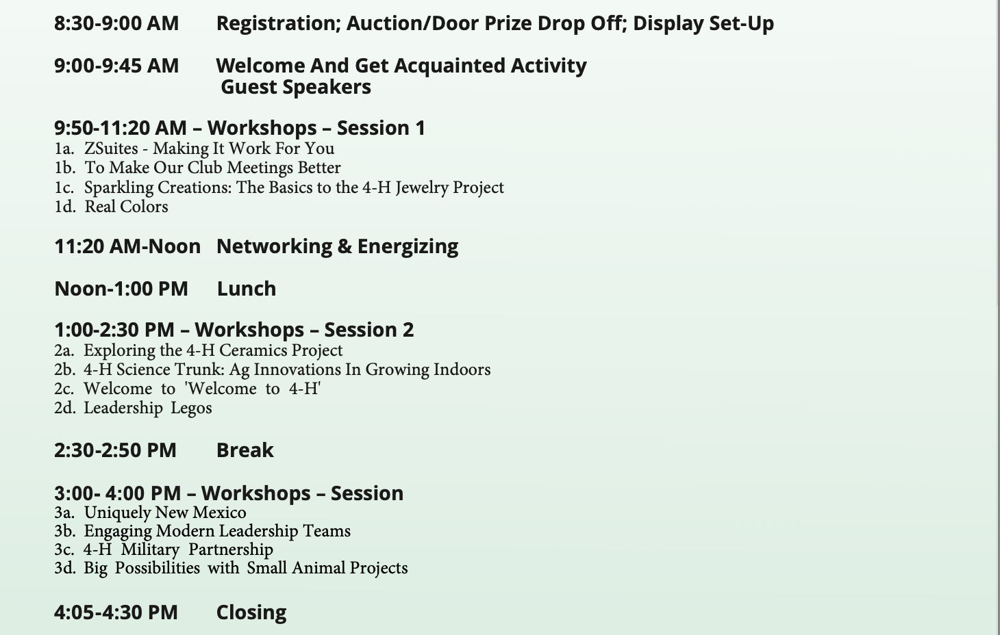 8:30-9:00 AM Registration; Auction/Door Prize Drop Off; Display Set-Up
9:00-9:45 AM Welcome And Get Acquainted Activity
Guest Speakers
9:50-11:20 AM – Workshops – Session 1
1a. ZSuites - Making It Work For You
1b. To Make Our Club Meetings Better
1c. Sparkling Creations: The Basics to the 4-H Jewelry Project
1d. Real Colors
11:20 AM-Noon Networking & Energizing
Noon-1:00 PM Lunch
1:00-2:30 PM – Workshops – Session 2
2a. Exploring the 4-H Ceramics Project
2b. 4-H Science Trunk: Ag Innovations In Growing Indoors
2c. Welcome to 'Welcome to 4-H'
2d. Leadership Legos
2:30-2:50 PM Break
3:00- 4:00 PM – Workshops – Session
3a. Uniquely New Mexico
3b. Engaging Modern Leadership Teams
3c. 4-H Military Partnership
3d. Big Possibilities with Small Animal Projects
4:05-4:30 PM Closing